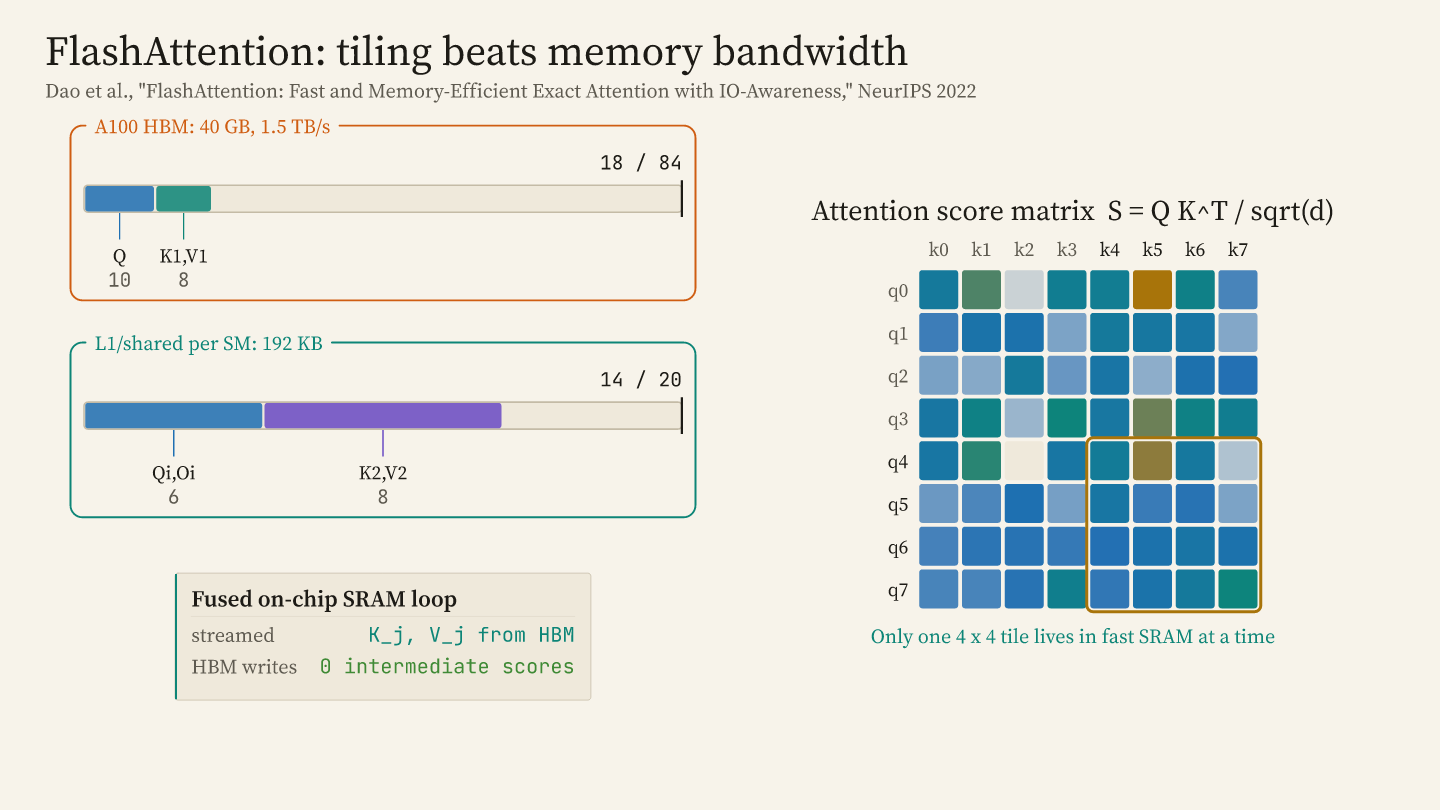 FlashAttention: tiling beats memory bandwidth
Dao et al., "FlashAttention: Fast and Memory-Efficient Exact Attention with IO-Awareness," NeurIPS 2022
A100 HBM: 40 GB, 1.5 TB/s
18 / 84
Q K1,V1
10 8
L1/shared per SM: 192 KB
14 / 20
Qi,Oi K2,V2
6 8
Fused on-chip SRAM loop
streamed K_j, V_j from HBM
HBM writes 0 intermediate scores
Attention score matrix S = Q K^T / sqrt(d)
k0 k1 k2 k3 k4 k5 k6 k7
q0
q1
q2
q3
q4
q5
q6
q7
Only one 4 x 4 tile lives in fast SRAM at a time